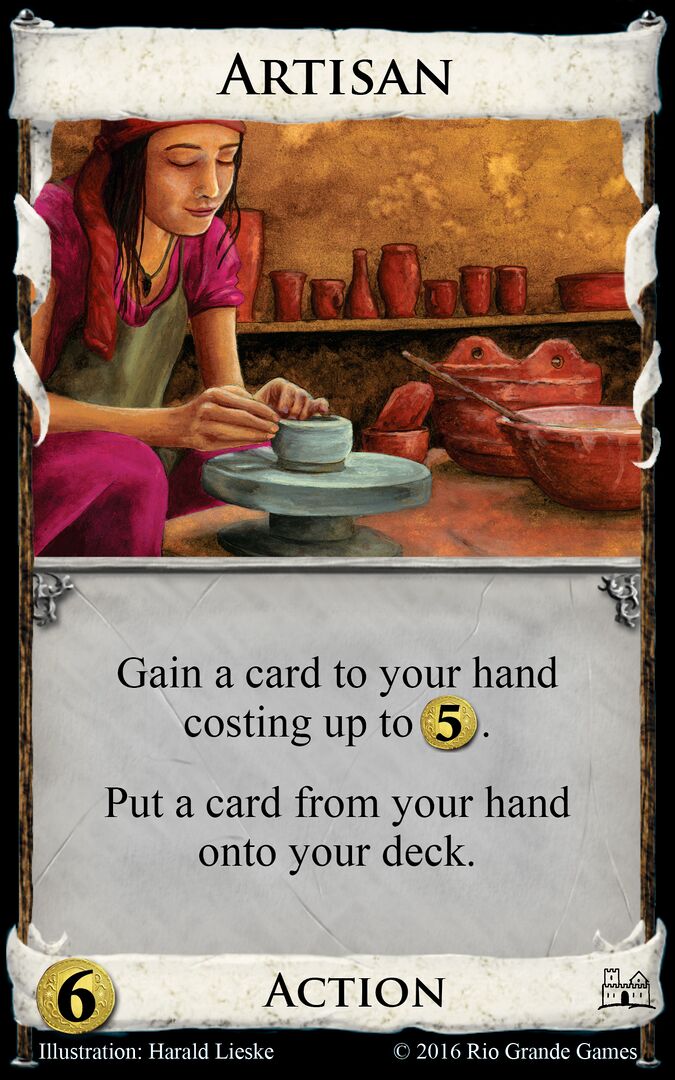 Artisan
Gain a card to your hand
costing up to 5.
Put a card from your hand
onto your deck.
6
Action
Illustration: Harald Lieske
© 2016 Rio Grande Games